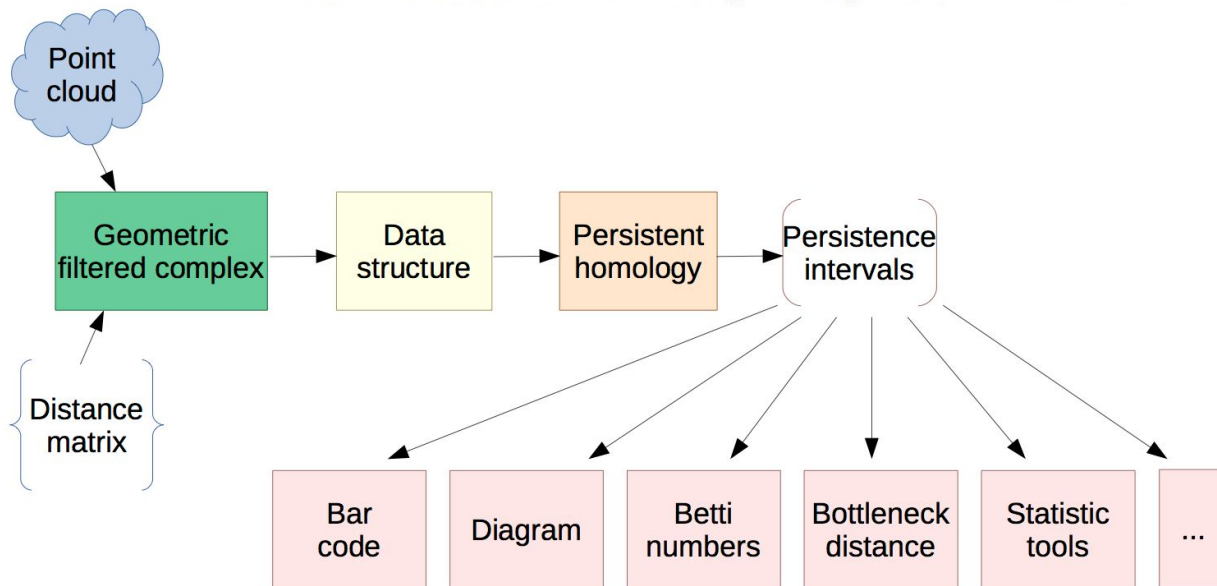 Point
cloud
Geometric
filtered complex
Data
structure
Persistent
homology
Persistence
intervals
Distance
matrix
Bar
code
Diagram
Betti
numbers
Bottleneck
distance
Statistic
tools
...